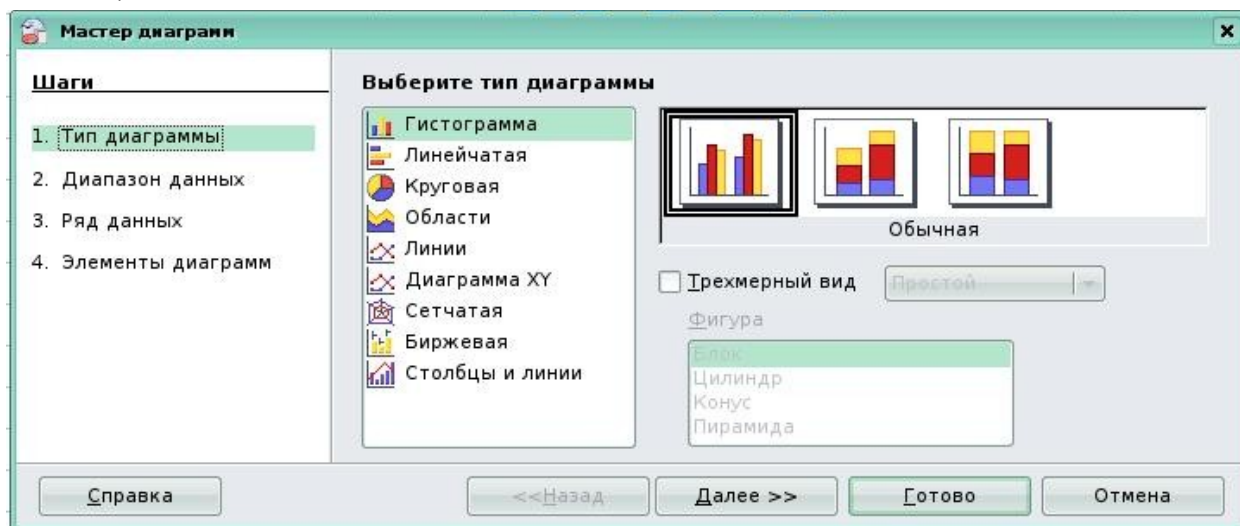 Мастер диаграмм
Шаги
1. Тип диаграммы
2. Диапазон данных
3. Ряд данных
4. Элементы диаграмм
Выберите тип диаграммы
Гистограмма
Линейчатая
Круговая
Области
Линии
Диаграмма XY
Сетчатая
Биржевая
Столбцы и линии
Обычная
Трехмерный вид
Простой
Фигура
Блок
Цилиндр
Конус
Пирамида
Справка
<<Назад
Далее >>
Готово
Отмена